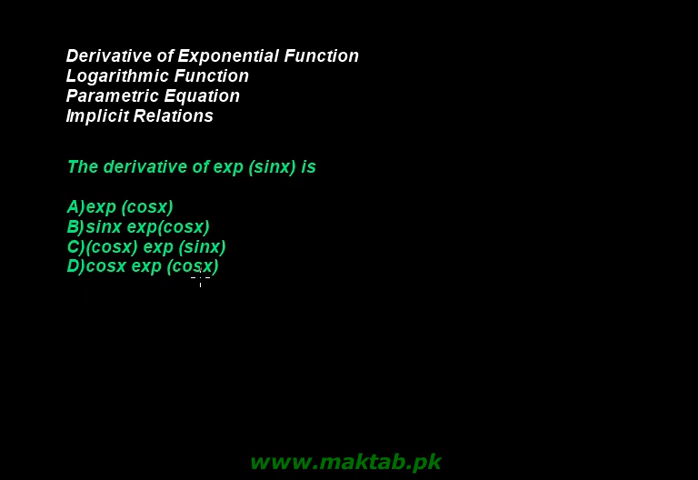 Derivative of Exponential Function
Logarithmic Function
Parametric Equation
Implicit Relations
The derivative of exp (sinx) is
A)exp (cosx)
B)sinx exp(cosx)
C)(cosx) exp (sinx)
D)cosx exp (cosx)
www.maktab.pk